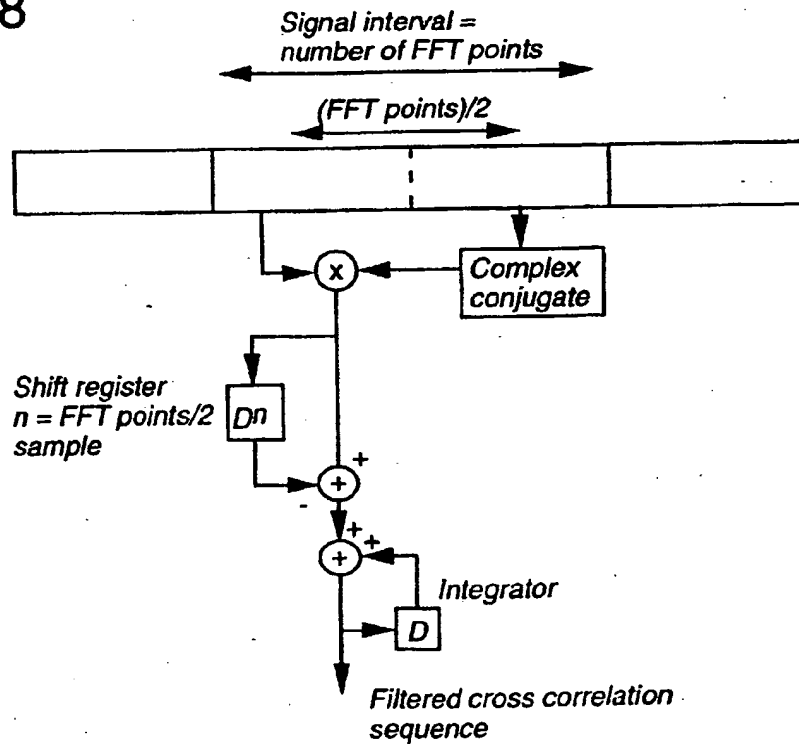 8
Signal interval =
number of FFT points
(FFT points)/2
x
Complex
conjugate
Shift register
n = FFT points/2
sample
Dn
+
+
-
+
+
+
Integrator
D
Filtered cross correlation
sequence